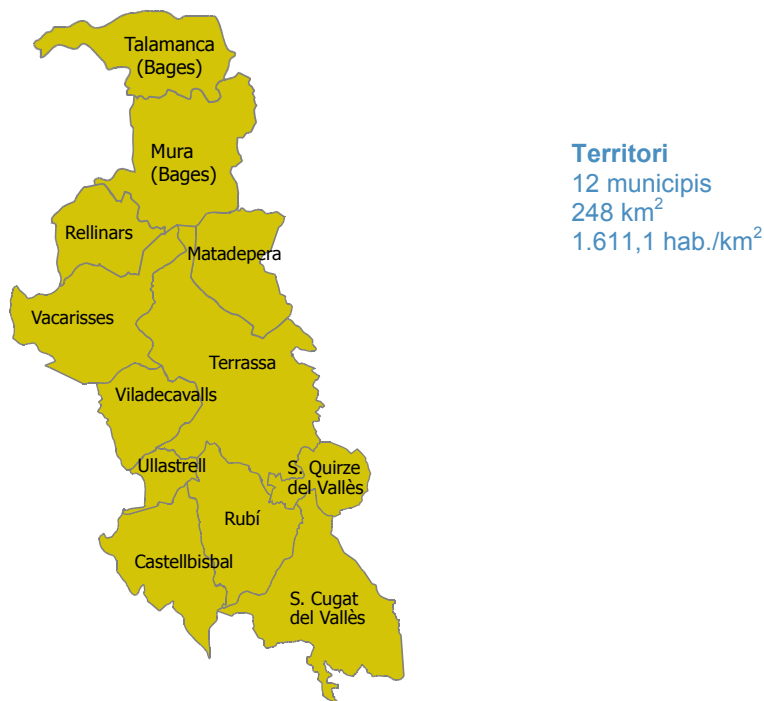 Talamanca
(Bages)
Mura
(Bages)
Rellinars
Matadepera
Vacarisses
Terrassa
Viladecavalls
Ullastrell
S. Quirze
del Vallès
Rubí
Castellbisbal
S. Cugat
del Vallès
Territori
12 municipis
248 km²
1.611,1 hab./km²